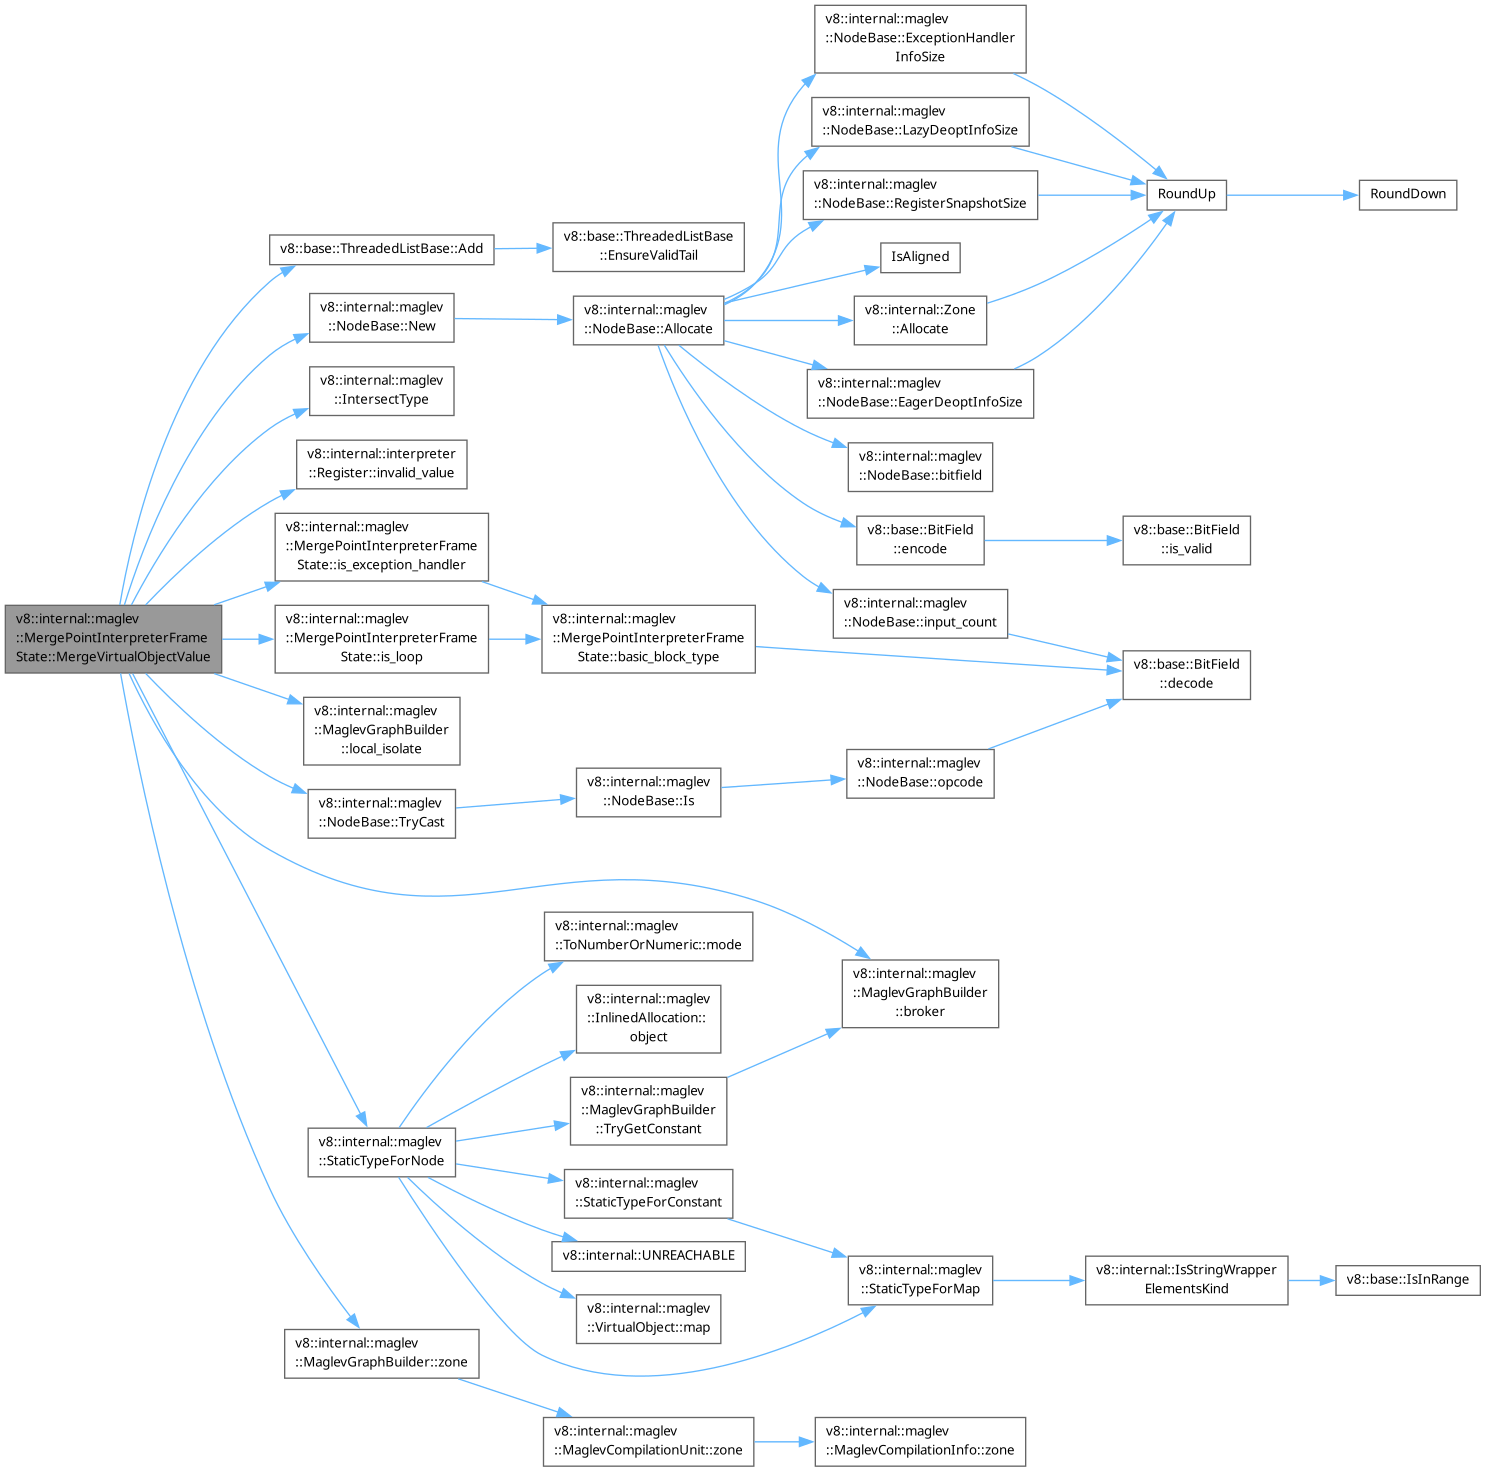 v8::internal::maglev
::MergePointInterpreterFrame
State::MergeVirtualObjectValue
v8::base::ThreadedListBase::Add
v8::base::ThreadedListBase
::EnsureValidTail
v8::internal::maglev
::NodeBase::New
v8::internal::maglev
::NodeBase::Allocate
v8::internal::maglev
::NodeBase::ExceptionHandler
InfoSize
v8::internal::maglev
::NodeBase::LazyDeoptInfoSize
v8::internal::maglev
::NodeBase::RegisterSnapshotSize
IsAligned
v8::internal::Zone
::Allocate
v8::internal::maglev
::NodeBase::EagerDeoptInfoSize
v8::internal::maglev
::NodeBase::bitfield
v8::base::BitField
::encode
v8::internal::maglev
::NodeBase::input_count
RoundUp
RoundDown
v8::base::BitField
::is_valid
v8::base::BitField
::decode
v8::internal::maglev
::IntersectType
v8::internal::interpreter
::Register::invalid_value
v8::internal::maglev
::MergePointInterpreterFrame
State::is_exception_handler
v8::internal::maglev
::MergePointInterpreterFrame
State::is_loop
v8::internal::maglev
::MergePointInterpreterFrame
State::basic_block_type
v8::internal::maglev
::MaglevGraphBuilder
::local_isolate
v8::internal::maglev
::NodeBase::TryCast
v8::internal::maglev
::NodeBase::Is
v8::internal::maglev
::NodeBase::opcode
v8::internal::maglev
::ToNumberOrNumeric::mode
v8::internal::maglev
::InlinedAllocation::
object
v8::internal::maglev
::MaglevGraphBuilder
::broker
v8::internal::maglev
::MaglevGraphBuilder
::TryGetConstant
v8::internal::maglev
::StaticTypeForNode
v8::internal::maglev
::StaticTypeForConstant
v8::internal::UNREACHABLE
v8::internal::maglev
::VirtualObject::map
v8::internal::maglev
::StaticTypeForMap
v8::internal::IsStringWrapper
ElementsKind
v8::base::IsInRange
v8::internal::maglev
::MaglevGraphBuilder::zone
v8::internal::maglev
::MaglevCompilationUnit::zone
v8::internal::maglev
::MaglevCompilationInfo::zone